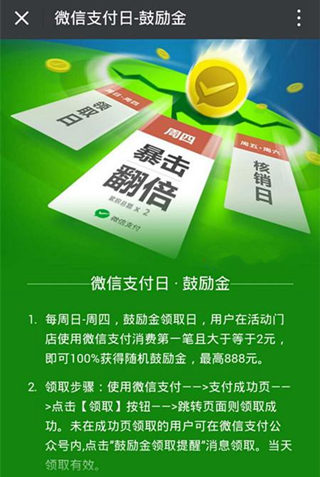 微信支付日-鼓励金
周日-周四
领取日
周四
暴击
翻倍
鼓励总额 × 2
微信支付
周五·周六
核销日
微信支付日 · 鼓励金
1. 每周日-周四，鼓励金领取日，用户在活动门
店使用微信支付消费第一笔且大于等于2元，
即可100%获得随机鼓励金，最高888元。
2. 领取步骤：使用微信支付——>支付成功页——
>点击【领取】按钮——>跳转页面则领取成
功。未在成功页领取的用户可在微信支付公
众号内,点击”鼓励领取提醒”消息领取。当天
领取有效。